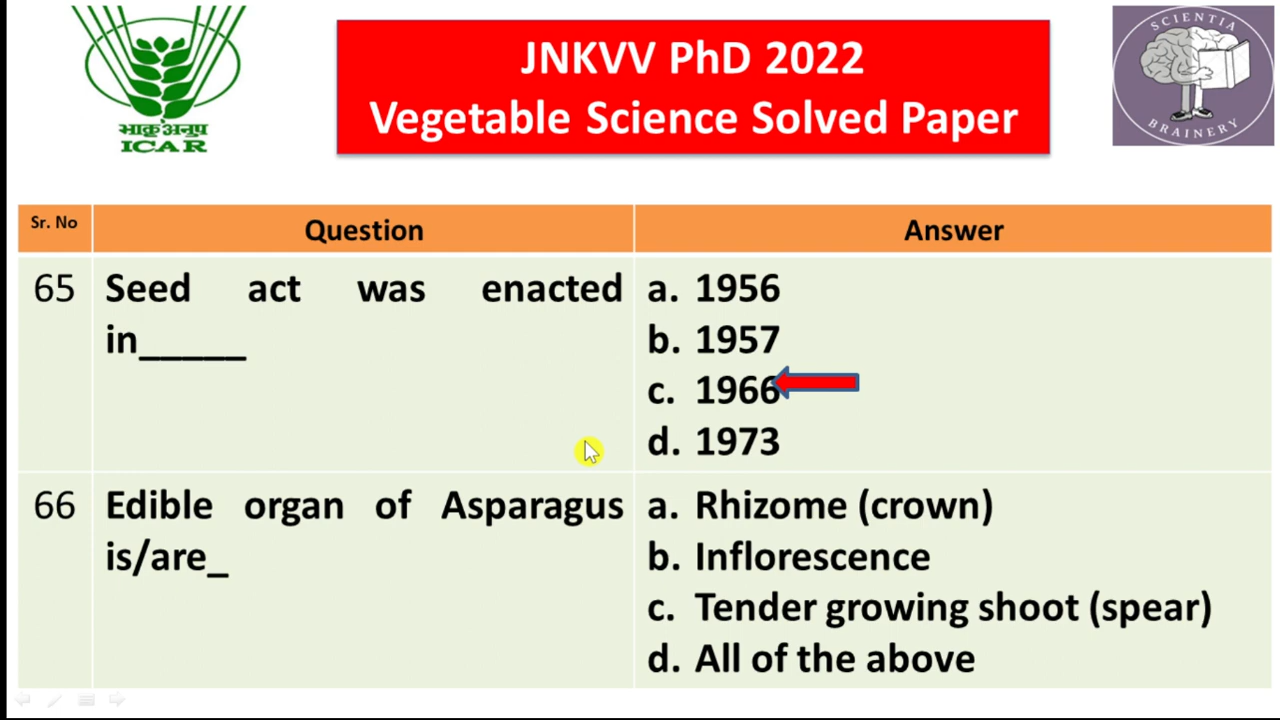 JNKVV PhD 2022
Vegetable Science Solved Paper
भाकृअनुप
ICAR
SCIENTIA
BRAINERY
Sr. No Question Answer
65 Seed act was enacted a. 1956
in_____ b. 1957
c. 1966
d. 1973
66 Edible organ of Asparagus a. Rhizome (crown)
is/are_ b. Inflorescence
c. Tender growing shoot (spear)
d. All of the above